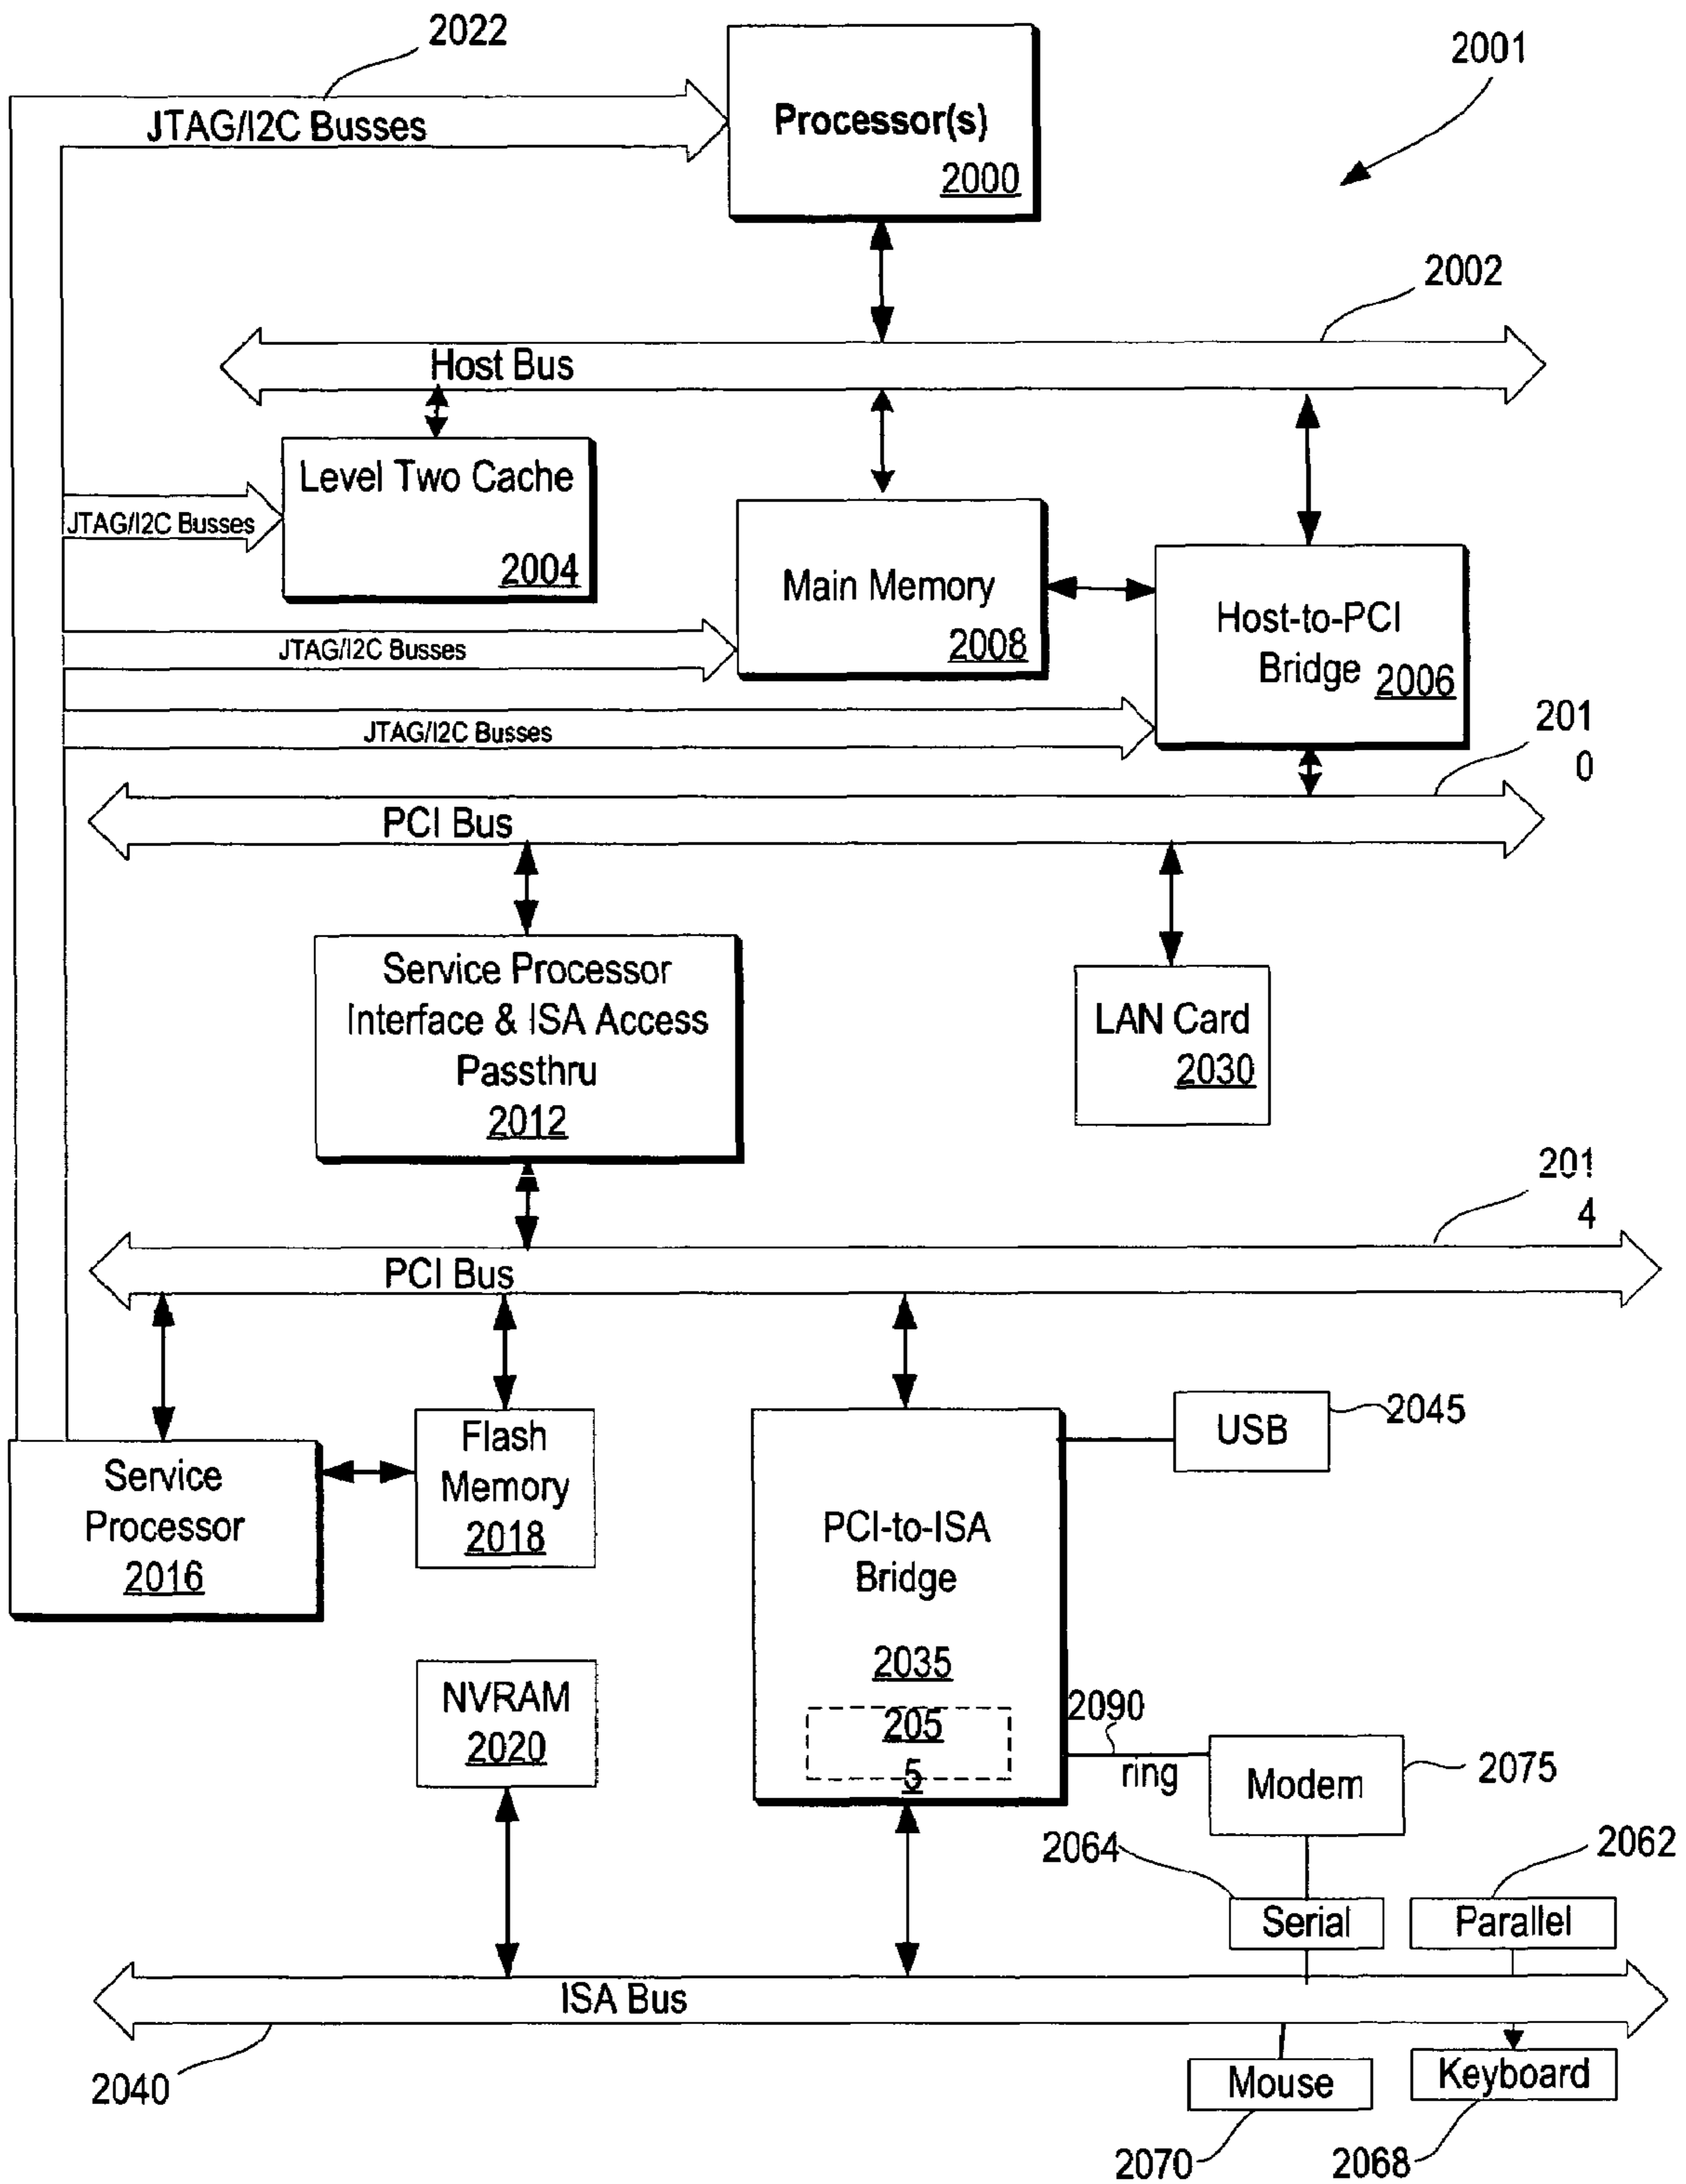 2022
2001
JTAG/I2C Busses
Processor(s)
2000
2002
Host Bus
Level Two Cache
2004
JTAG/I2C Busses
Main Memory
2008
Host-to-PCI
Bridge 2006
JTAG/I2C Busses
JTAG/I2C Busses
201
0
PCI Bus
Service Processor
Interface & ISA Access
Passthru
2012
LAN Card
2030
201
4
PCI Bus
Service
Processor
2016
Flash
Memory
2018
USB
2045
PCI-to-ISA
Bridge
2035
205
5
NVRAM
2020
2090
ring
Modem
2075
2064
2062
Serial
Parallel
ISA Bus
2040
Mouse
Keyboard
2070
2068